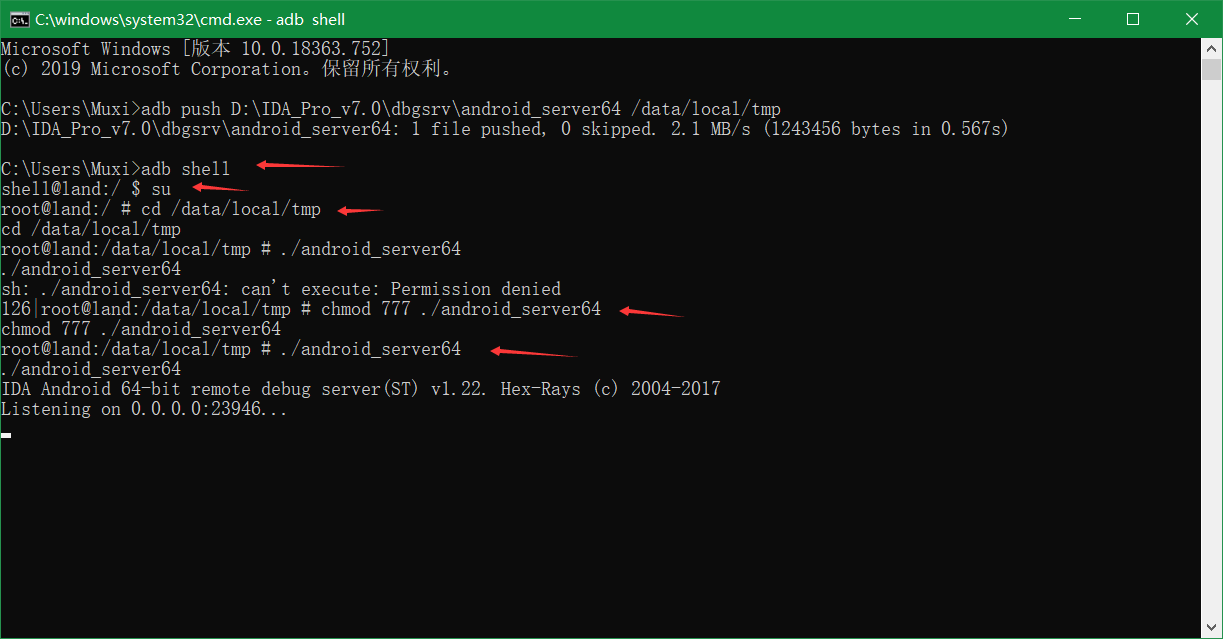 C:\windows\system32\cmd.exe - adb  shell
Microsoft Windows [版本 10.0.18363.752]
(c) 2019 Microsoft Corporation。保留所有权利。
C:\Users\Muxi>adb push D:\IDA_Pro_v7.0\dbgsrv\android_server64 /data/local/tmp
D:\IDA_Pro_v7.0\dbgsrv\android_server64: 1 file pushed, 0 skipped. 2.1 MB/s (1243456 bytes in 0.567s)
C:\Users\Muxi>adb shell
shell@land:/ $ su
root@land:/ # cd /data/local/tmp
cd /data/local/tmp
root@land:/data/local/tmp # ./android_server64
./android_server64
sh: ./android_server64: can't execute: Permission denied
126|root@land:/data/local/tmp # chmod 777 ./android_server64
chmod 777 ./android_server64
root@land:/data/local/tmp # ./android_server64
./android_server64
IDA Android 64-bit remote debug server(ST) v1.22. Hex-Rays (c) 2004-2017
Listening on 0.0.0.0:23946...